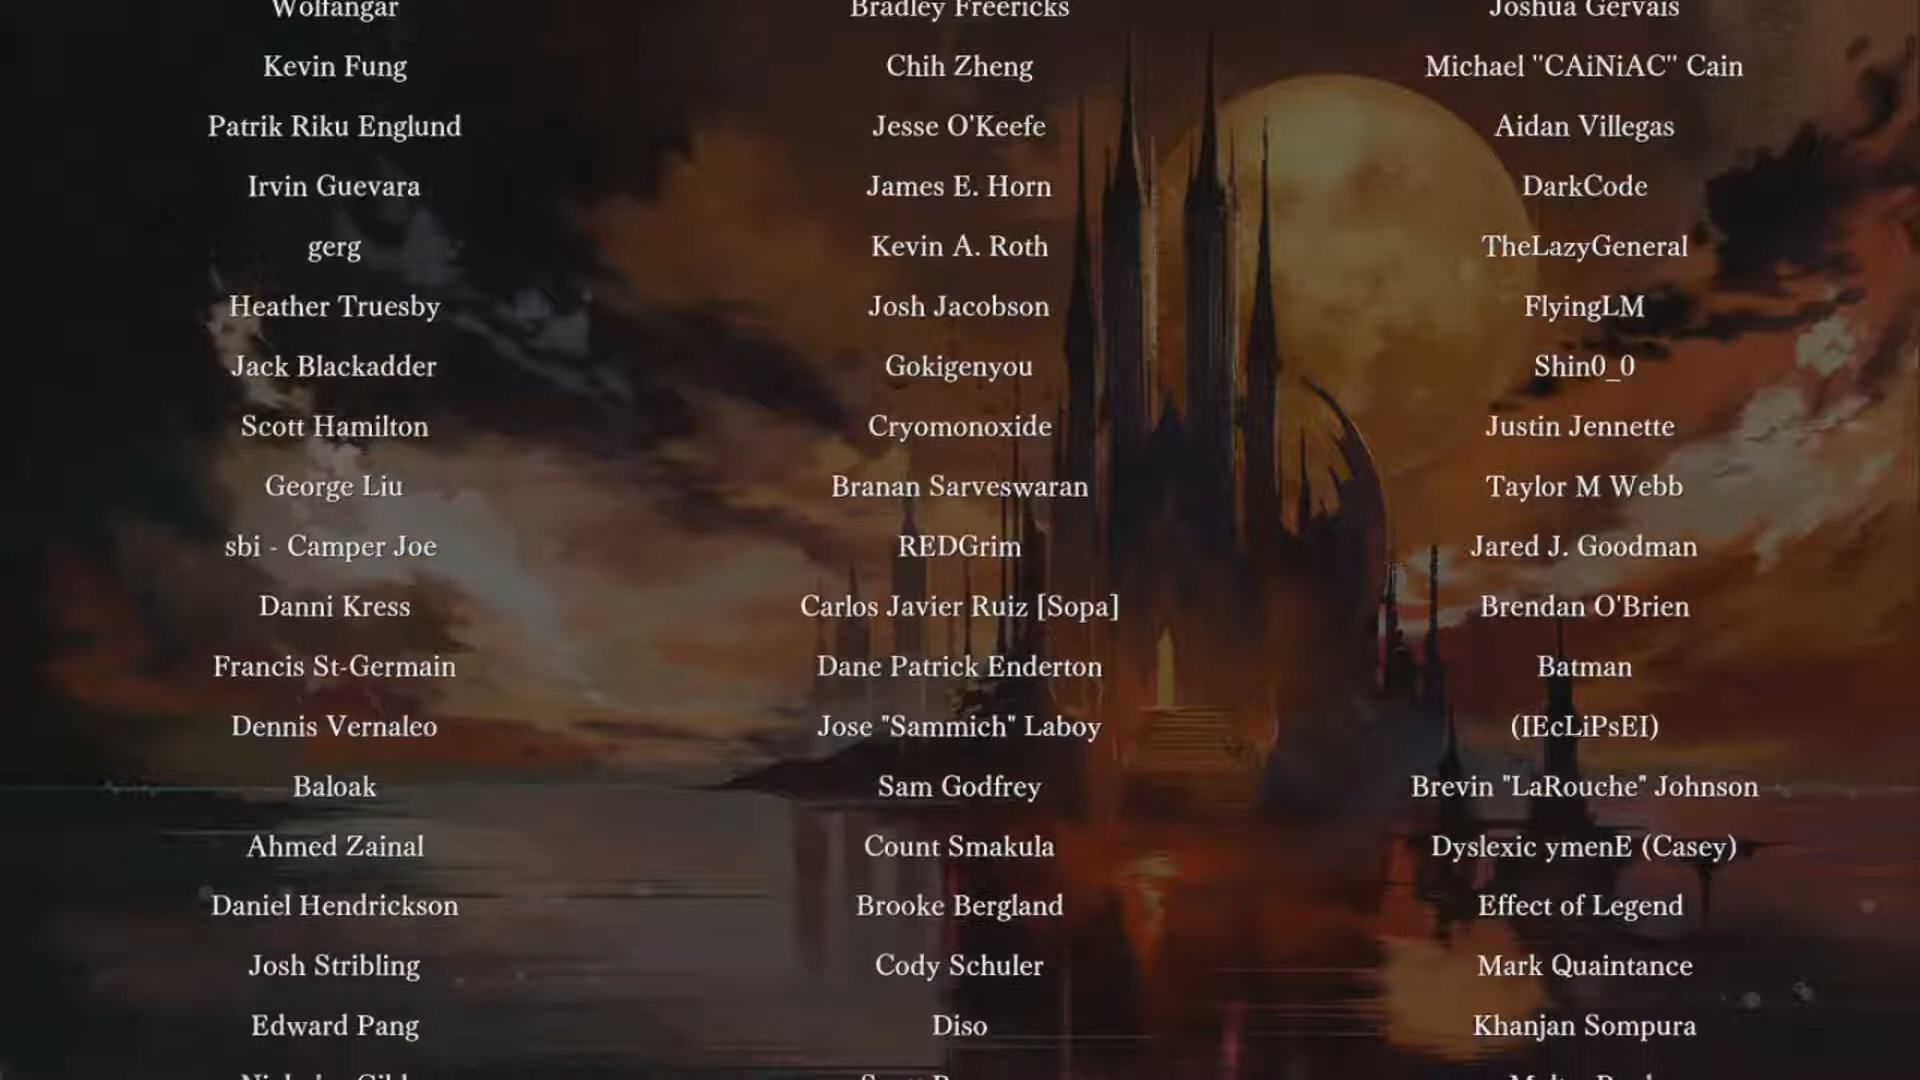 Wolfangar Bradley Freericks Joshua Gervais
Kevin Fung Chih Zheng Michael "CAiNiAC" Cain
Patrik Riku Englund Jesse O'Keefe Aidan Villegas
Irvin Guevara James E. Horn DarkCode
gerg Kevin A. Roth TheLazyGeneral
Heather Truesby Josh Jacobson FlyingLM
Jack Blackadder Gokigenyou Shin0_0
Scott Hamilton Cryomonoxide Justin Jennette
George Liu Branan Sarveswaran Taylor M Webb
sbi - Camper Joe REDGrim Jared J. Goodman
Danni Kress Carlos Javier Ruiz [Sopa] Brendan O'Brien
Francis St-Germain Dane Patrick Enderton Batman
Dennis Vernaleo Jose "Sammich" Laboy (IEcLiPsEI)
Baloak Sam Godfrey Brevin "LaRouche" Johnson
Ahmed Zainal Count Smakula Dyslexic ymenE (Casey)
Daniel Hendrickson Brooke Bergland Effect of Legend
Josh Stribling Cody Schuler Mark Quaintance
Edward Pang Diso Khanjan Sompura